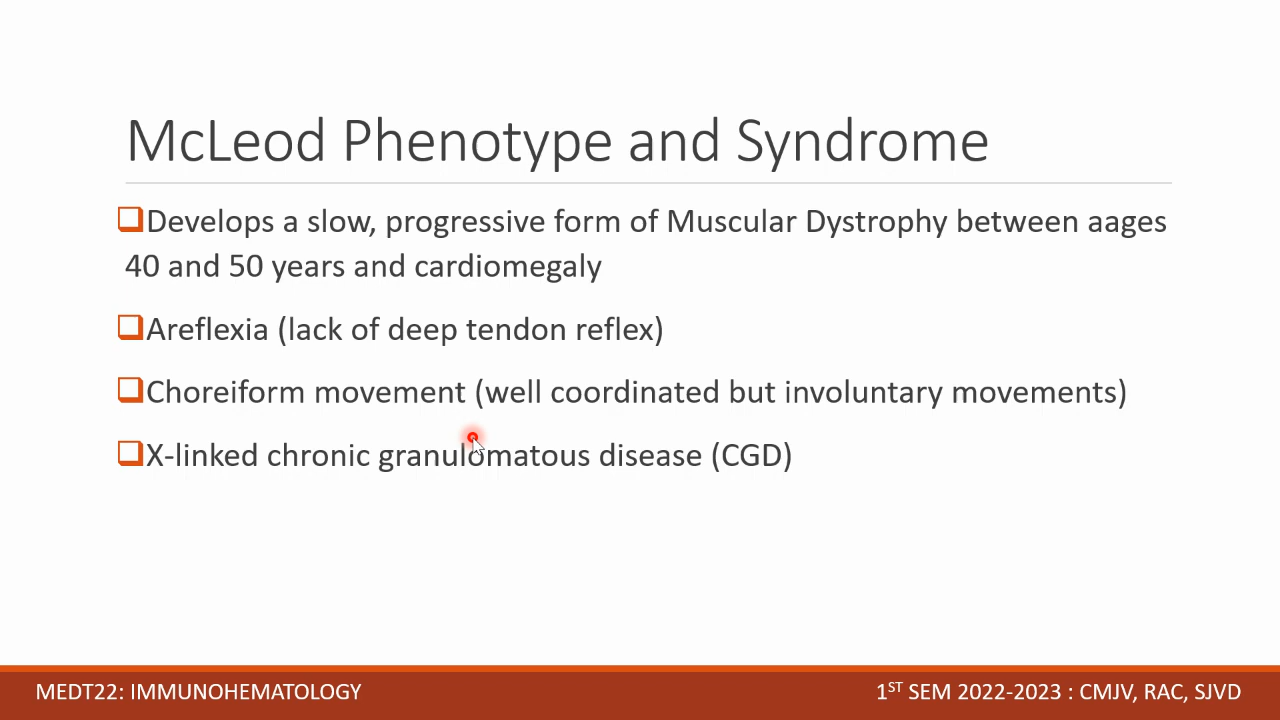 McLeod Phenotype and Syndrome
❑Develops a slow, progressive form of Muscular Dystrophy between aages
40 and 50 years and cardiomegaly
❑Areflexia (lack of deep tendon reflex)
❑Choreiform movement (well coordinated but involuntary movements)
❑X-linked chronic granulomatous disease (CGD)
MEDT22: IMMUNOHEMATOLOGY
1ST SEM 2022-2023 : CMJV, RAC, SJVD